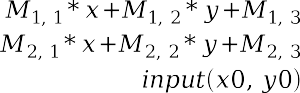 M1, 1 * x+M1, 2 * y+M1, 3
M2, 1 * x+M2, 2 * y+M2, 3
input(x0, y0)